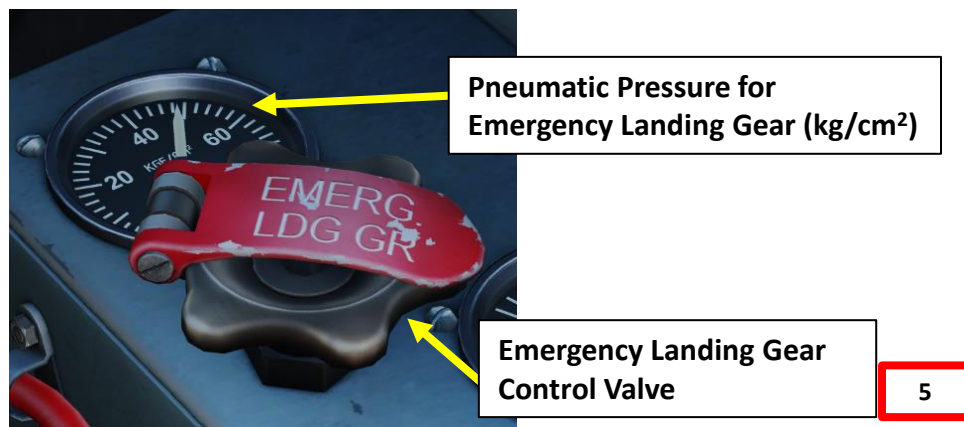 Pneumatic Pressure for
Emergency Landing Gear (kg/cm²)
40
60
20
EMERG
LDG GR
Emergency Landing Gear
Control Valve
5